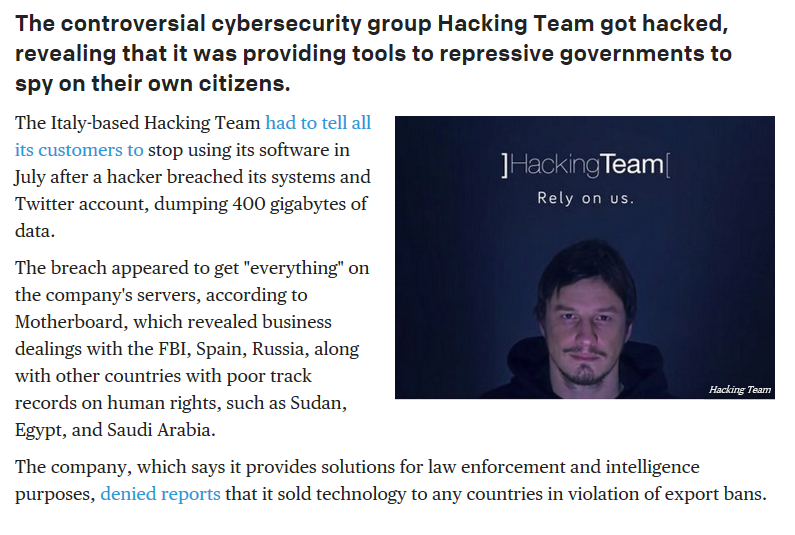 The controversial cybersecurity group Hacking Team got hacked,
revealing that it was providing tools to repressive governments to
spy on their own citizens.
The Italy-based Hacking Team had to tell all
its customers to stop using its software in
July after a hacker breached its systems and
Twitter account, dumping 400 gigabytes of
data.
The breach appeared to get "everything" on
the company's servers, according to
Motherboard, which revealed business
dealings with the FBI, Spain, Russia, along
with other countries with poor track
records on human rights, such as Sudan,
Egypt, and Saudi Arabia.
]HackingTeam[
Rely on us.
Hacking Team
The company, which says it provides solutions for law enforcement and intelligence
purposes, denied reports that it sold technology to any countries in violation of export bans.